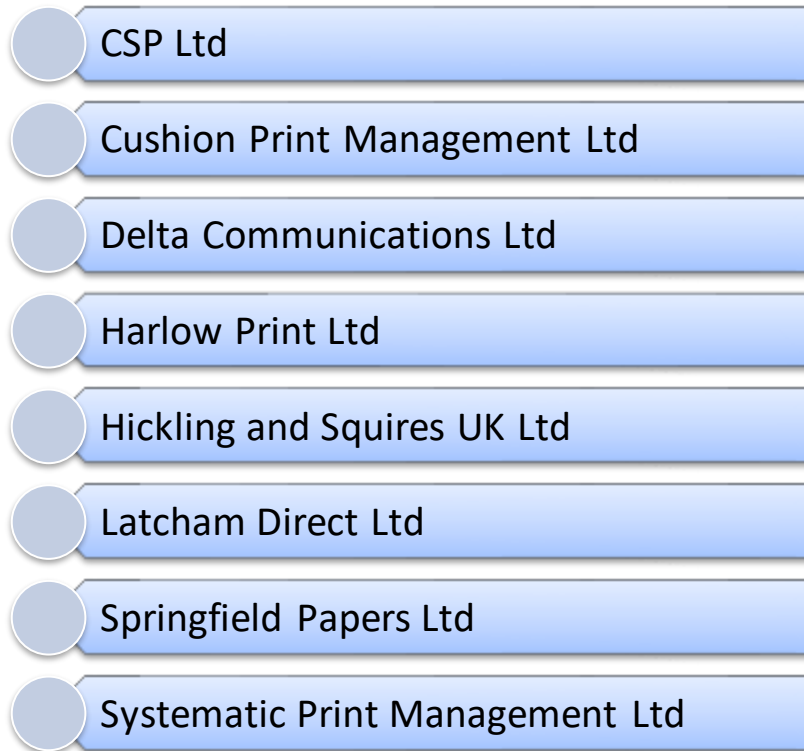 CSP Ltd
Cushion Print Management Ltd
Delta Communications Ltd
Harlow Print Ltd
Hickling and Squires UK Ltd
Latcham Direct Ltd
Springfield Papers Ltd
Systematic Print Management Ltd